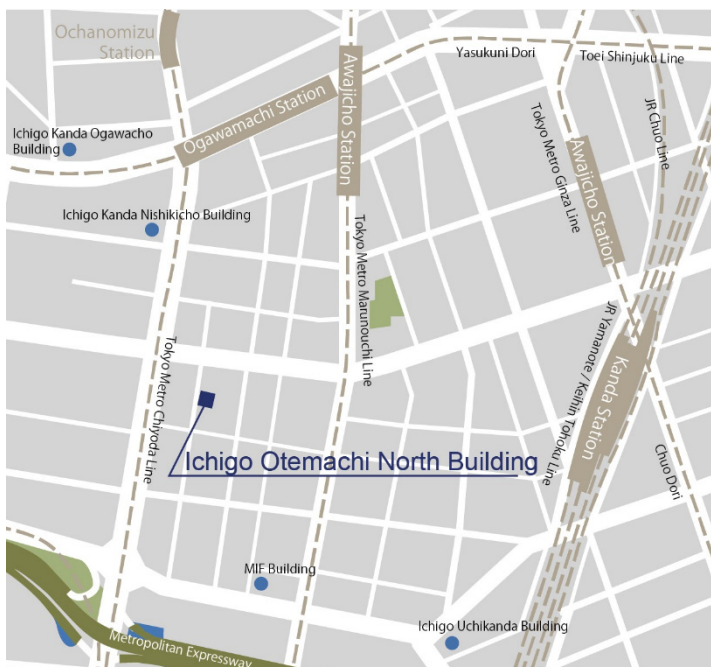 Ochanomizu
Station
Yasukuni Dori
Toei Shinjuku Line
Awajicho Station
Ogawamachi Station
JR Chuo Line
Ichigo Kanda Ogawacho
Building
Tokyo Metro Ginza Line
Awajicho Station
Ichigo Kanda Nishikicho Building
Tokyo Metro Marunouchi Line
Tokyo Metro Chiyoda Line
JR Yamanote / Keihin Tohoku Line
Kanda Station
Ichigo Otemachi North Building
Chuo Dori
MIF Building
Ichigo Uchikanda Building
Metropolitan Expressway